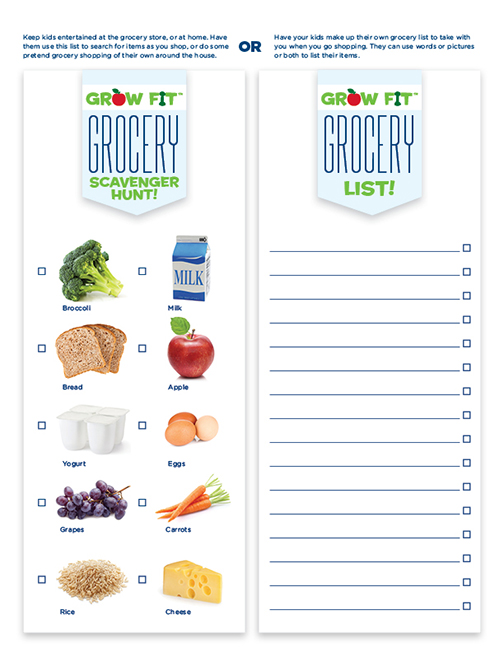 Keep kids entertained at the grocery store, or at home. Have
them use this list to search for items as you shop, or do some
pretend grocery shopping of their own around the house.
OR
Have your kids make up their own grocery list to take with
you when you go shopping. They can use words or pictures
or both to list their items.
GROW FIT™
GROCERY
SCAVENGER
HUNT!
Broccoli
MILK
Milk
Bread
Apple
Yogurt
Eggs
Grapes
Carrots
Rice
Cheese
GROW FIT™
GROCERY
LIST!